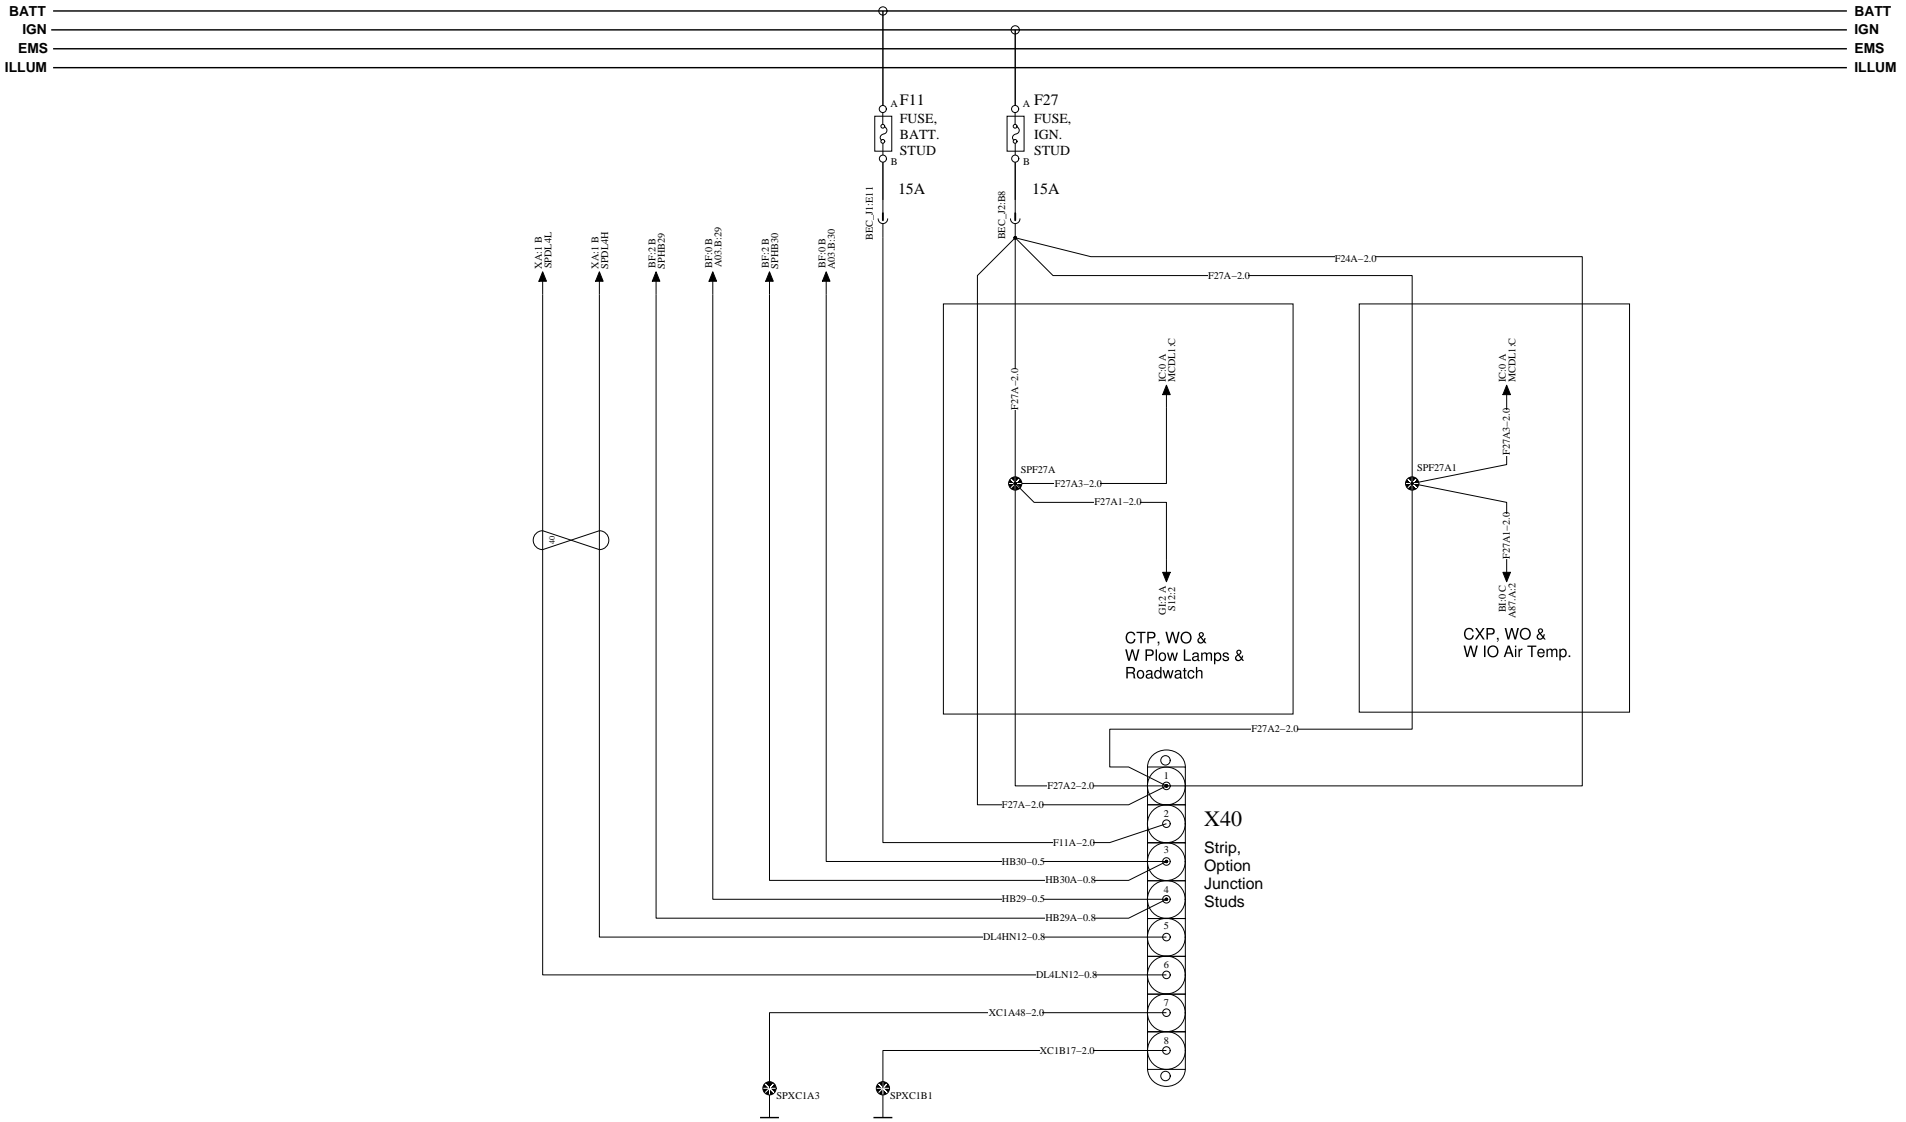 BATT
BATT
IGN
IGN
EMS
EMS
ILLUM
ILLUM
A
F11
FUSE,
BATT.
STUD
B
15A
BEC_J1:E11
A
F27
FUSE,
IGN.
STUD
B
15A
BEC_J2:B8
XA:1 B
SPDL4L
XA:1 B
SPDL4H
BF:2 B
SPHB29
BF:0 B
A03.B:29
BF:2 B
SPHB30
BF:0 B
A03.B:30
F24A-2.0
F27A-2.0
F27A-2.0
IC:0 A
MCDL1:C
IC:0 A
MCDL1:C
F27A3-2.0
SPF27A
F27A3-2.0
F27A1-2.0
SPF27A1
F27A1-2.0
40
GI:2 A
S12:2
BI:0 C
A87.A:2
CTP, WO &
W Plow Lamps &
Roadwatch
CXP, WO &
W IO Air Temp.
F27A2-2.0
1
F27A2-2.0
F27A-2.0
2
X40
F11A-2.0
Strip,
Option
Junction
Studs
3
HB30-0.5
HB30A-0.8
4
HB29-0.5
HB29A-0.8
5
DL4HN12-0.8
6
DL4LN12-0.8
7
XC1A48-2.0
8
XC1B17-2.0
SPXC1A3
SPXC1B1